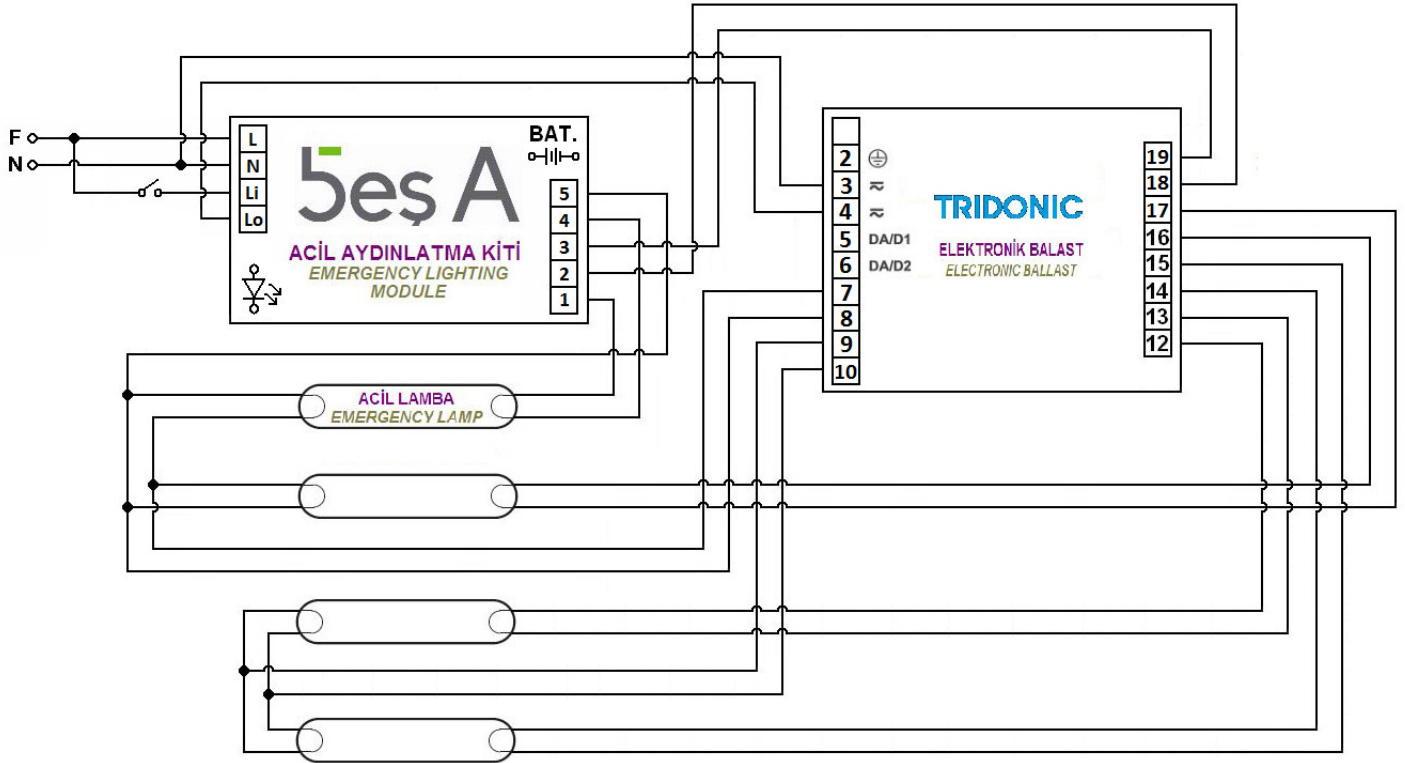 F
N
L
N
Li
Lo
BAT.
5eş A
ACİL AYDINLATMA KİTİ
EMERGENCY LIGHTING
MODULE
5
4
3
2
1
2
3
4
5 DA/D1
6 DA/D2
7
8
9
10
TRIDONIC
ELEKTRONİK BALAST
ELECTRONIC BALLAST
19
18
17
16
15
14
13
12
ACİL LAMBA
EMERGENCY LAMP